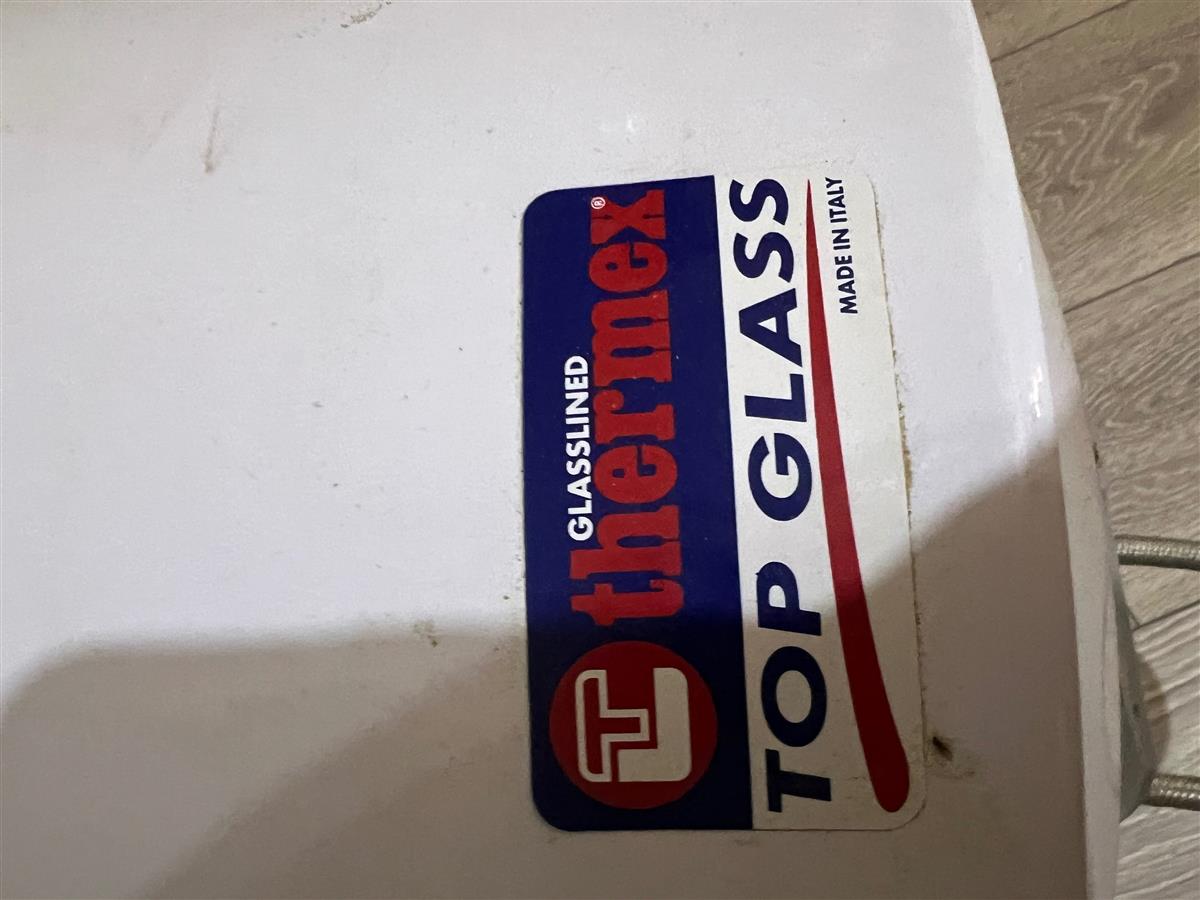 GLASSLINED
thermex®
TOP GLASS
MADE IN ITALY